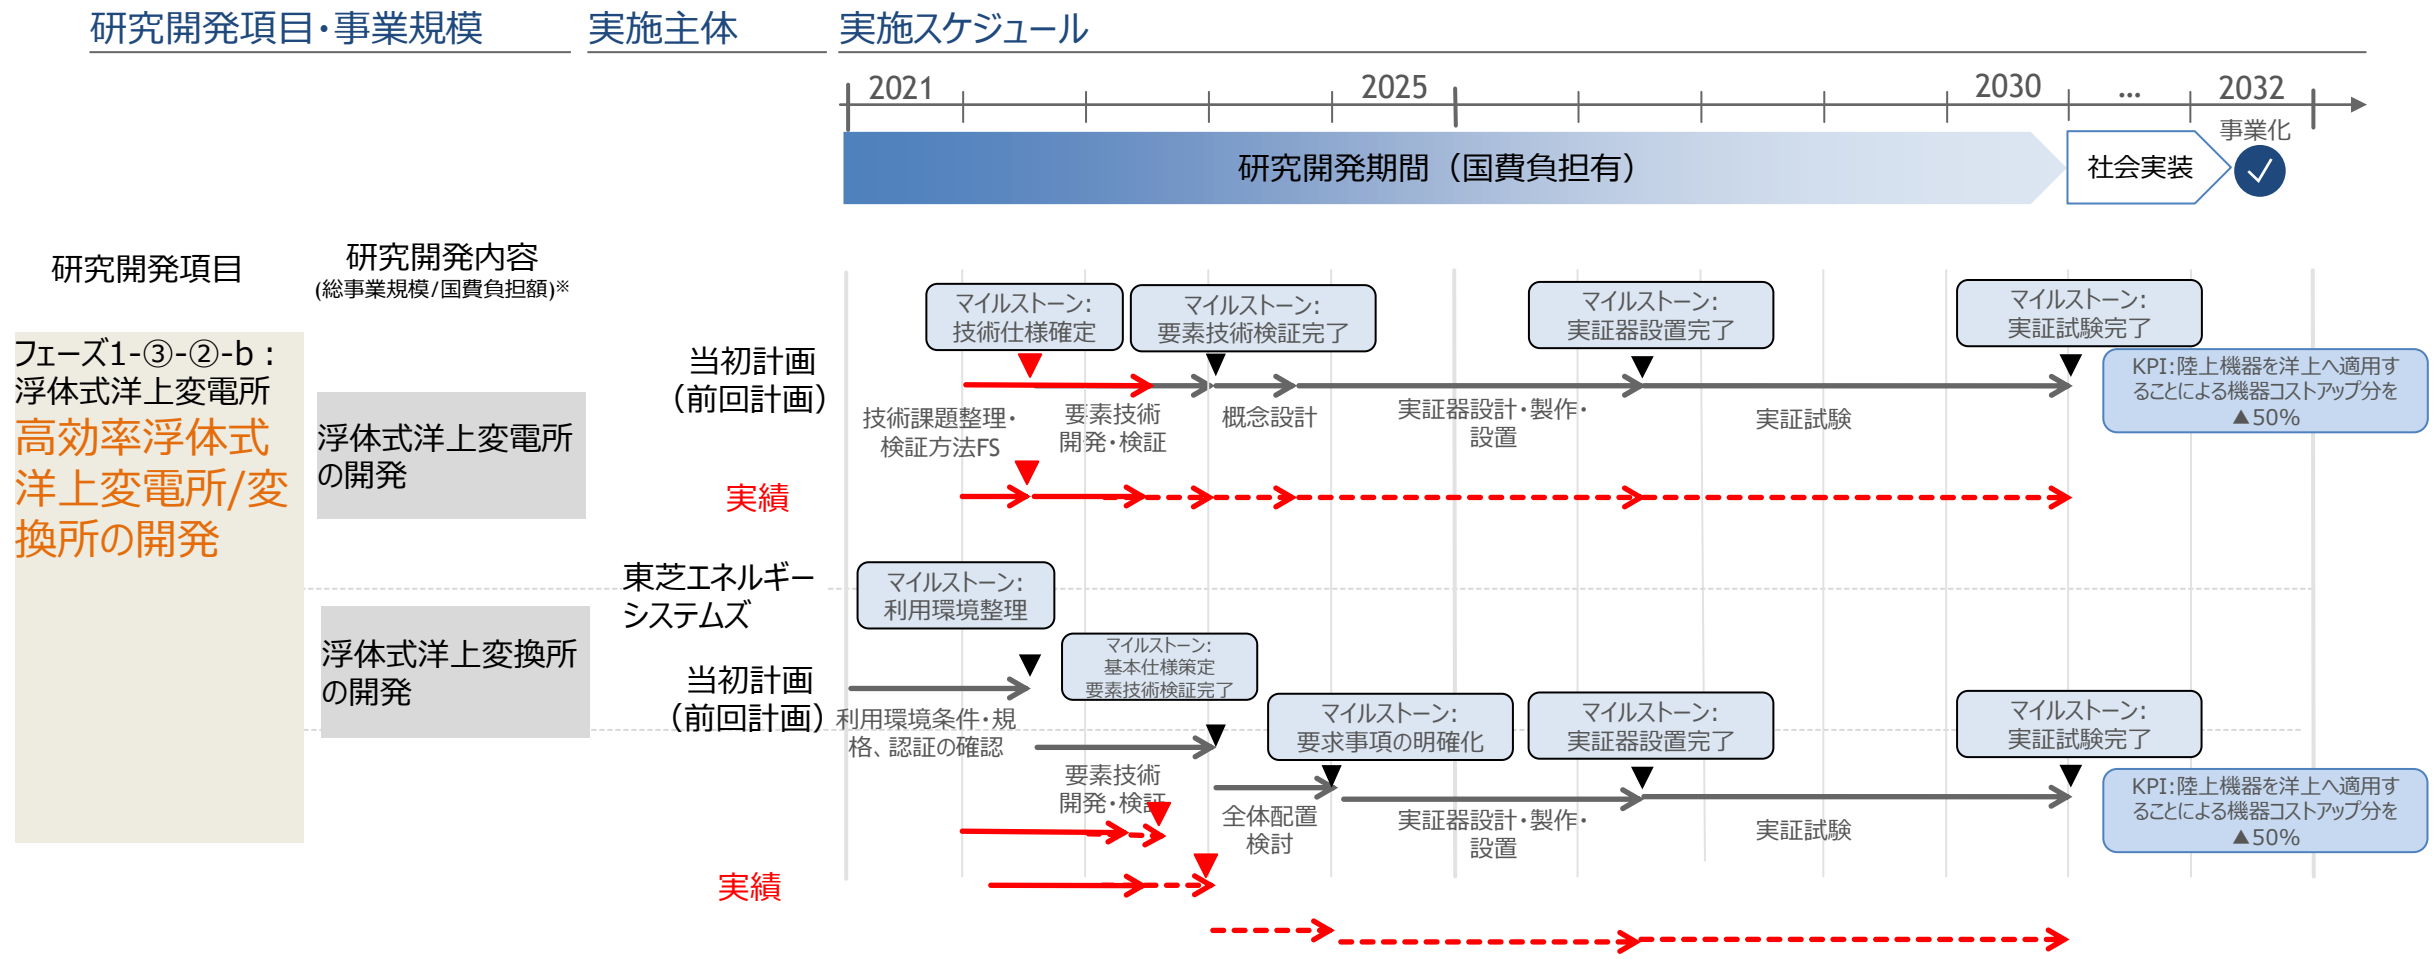 研究開発項目・事業規模
実施主体
実施スケジュール
2021
2025
2030
...
2032
事業化
研究開発期間（国費負担有）
社会実装
研究開発項目
研究開発内容
(総事業規模/国費負担額)※
フェーズ1-③-②-b：
浮体式洋上変電所
高効率浮体式
洋上変電所/変
換所の開発
浮体式洋上変電所
の開発
当初計画
（前回計画）
マイルストーン:
技術仕様確定
マイルストーン:
要素技術検証完了
マイルストーン:
実証器設置完了
マイルストーン:
実証試験完了
KPI:陸上機器を洋上へ適用す
ることによる機器コストアップ分を
▲50%
技術課題整理・
検証方法FS
要素技術
開発・検証
概念設計
実証器設計・製作・
設置
実証試験
実績
東芝エネルギー
システムズ
浮体式洋上変換所
の開発
当初計画
（前回計画）
マイルストーン:
利用環境整理
マイルストーン:
基本仕様策定
要素技術検証完了
マイルストーン:
要求事項の明確化
マイルストーン:
実証器設置完了
マイルストーン:
実証試験完了
利用環境条件・規
格、認証の確認
要素技術
開発・検証
全体配置
検討
実証器設計・製作・
設置
実証試験
KPI:陸上機器を洋上へ適用す
ることによる機器コストアップ分を
▲50%
実績